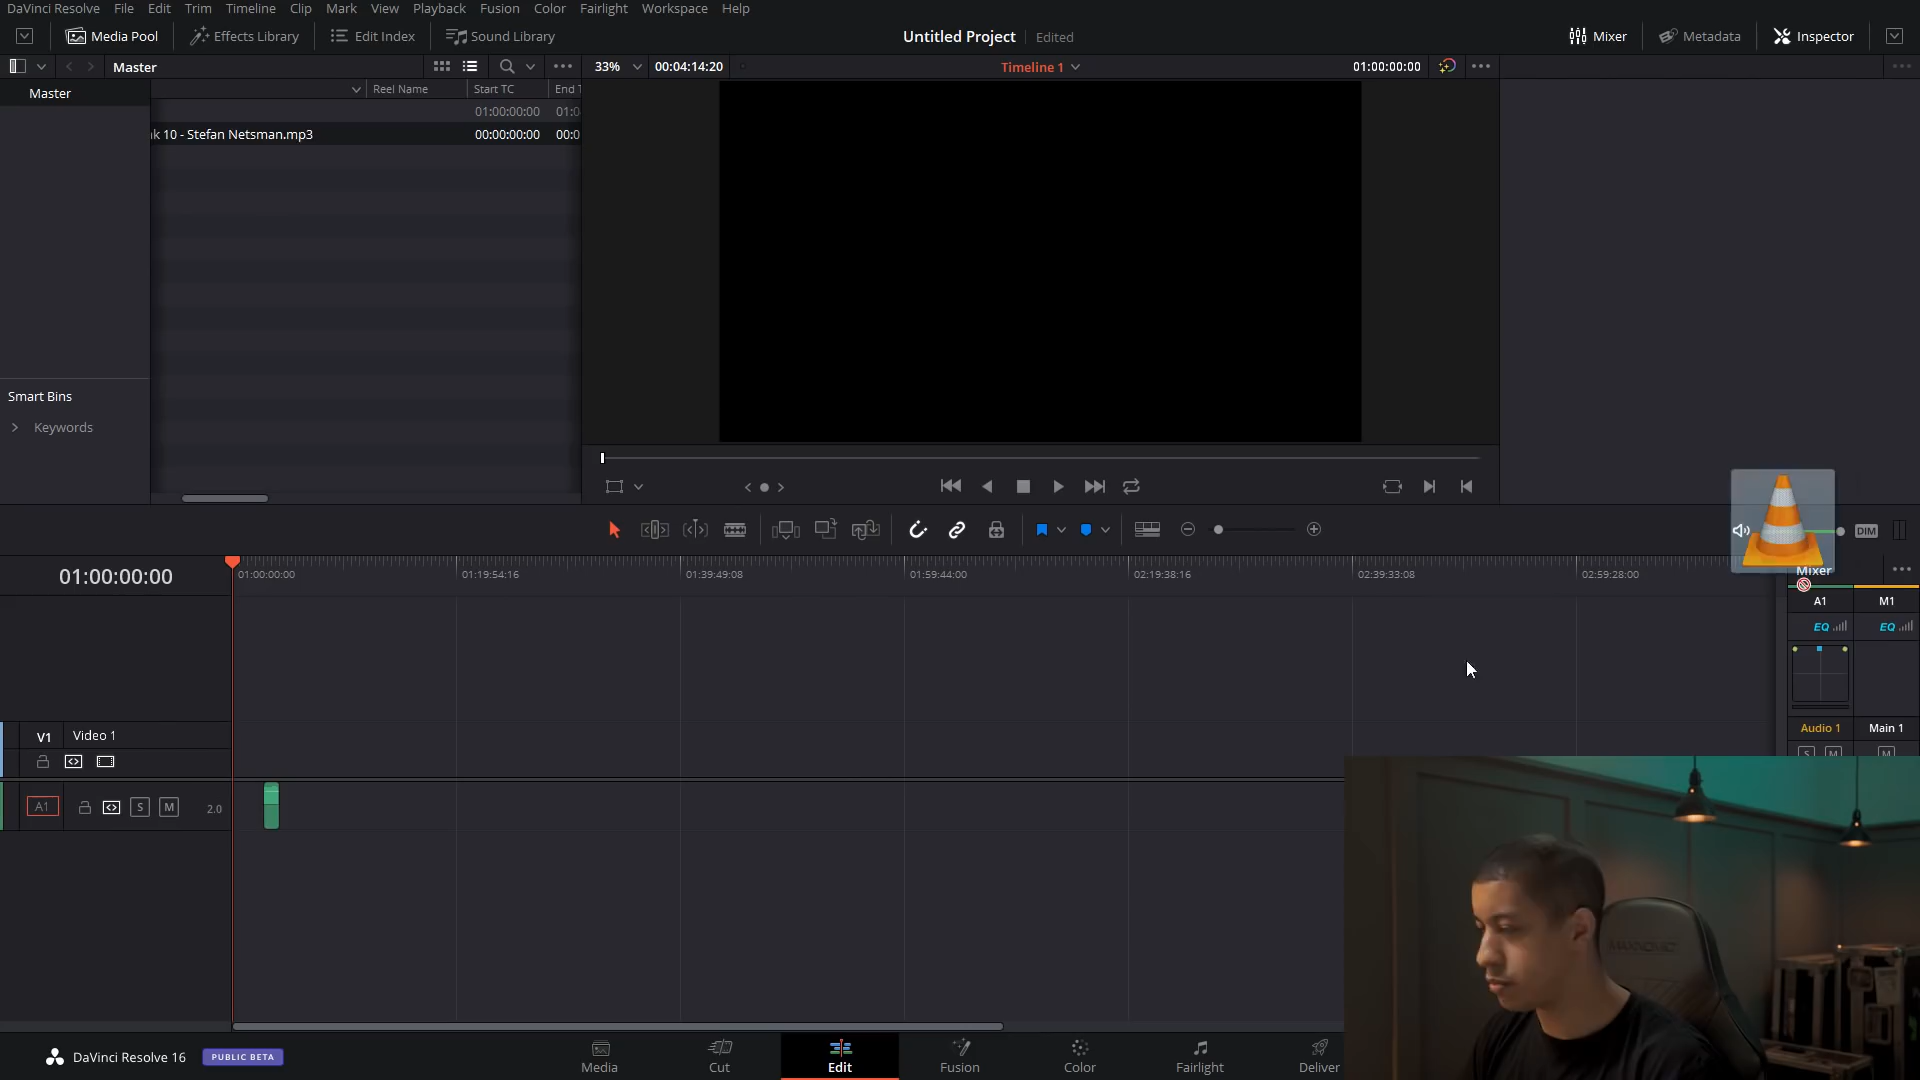 DaVinci Resolve File Edit Trim Timeline Clip Mark View Playback Fusion Color Fairlight Workspace Help
Media Pool Effects Library Edit Index Sound Library Untitled Project Edited Mixer Metadata Inspector
Master 33% 00:04:14:20 Timeline 1 01:00:00:00
Master Reel Name Start TC End T
01:00:00:00 01:0
k 10 - Stefan Netsman.mp3 00:00:00:00 00:0
Smart Bins
Keywords
DIM
01:00:00:00 01:00:00:00 01:19:54:16 01:39:49:08 01:59:44:00 02:19:38:16 02:39:33:08 02:59:28:00
Mixer
A1 M1
EQ EQ
V1 Video 1
Audio 1 Main 1
S M M
A1 S M 2.0
DaVinci Resolve 16 PUBLIC BETA
Media Cut Edit Fusion Color Fairlight Deliver